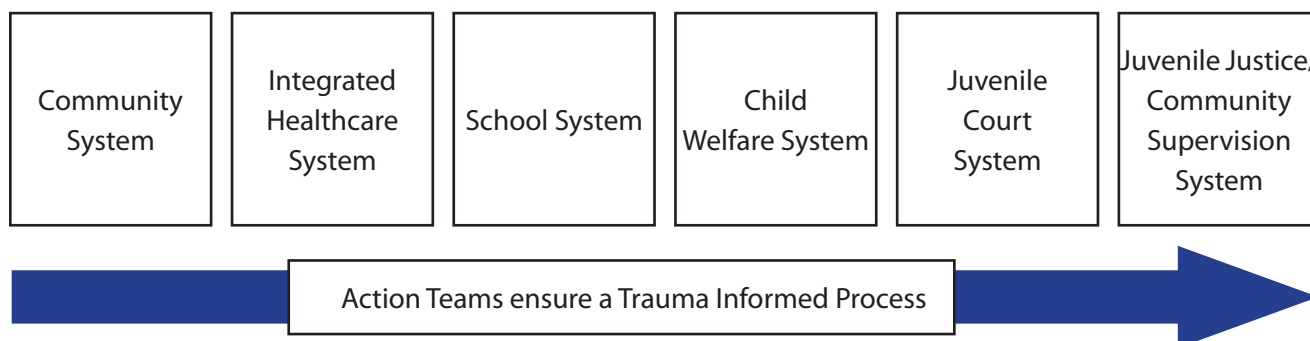 Community
System
Integrated
Healthcare
System
School System
Child
Welfare System
Juvenile
Court
System
Juvenile Justice/
Community
Supervision
System
Action Teams ensure a Trauma Informed Process